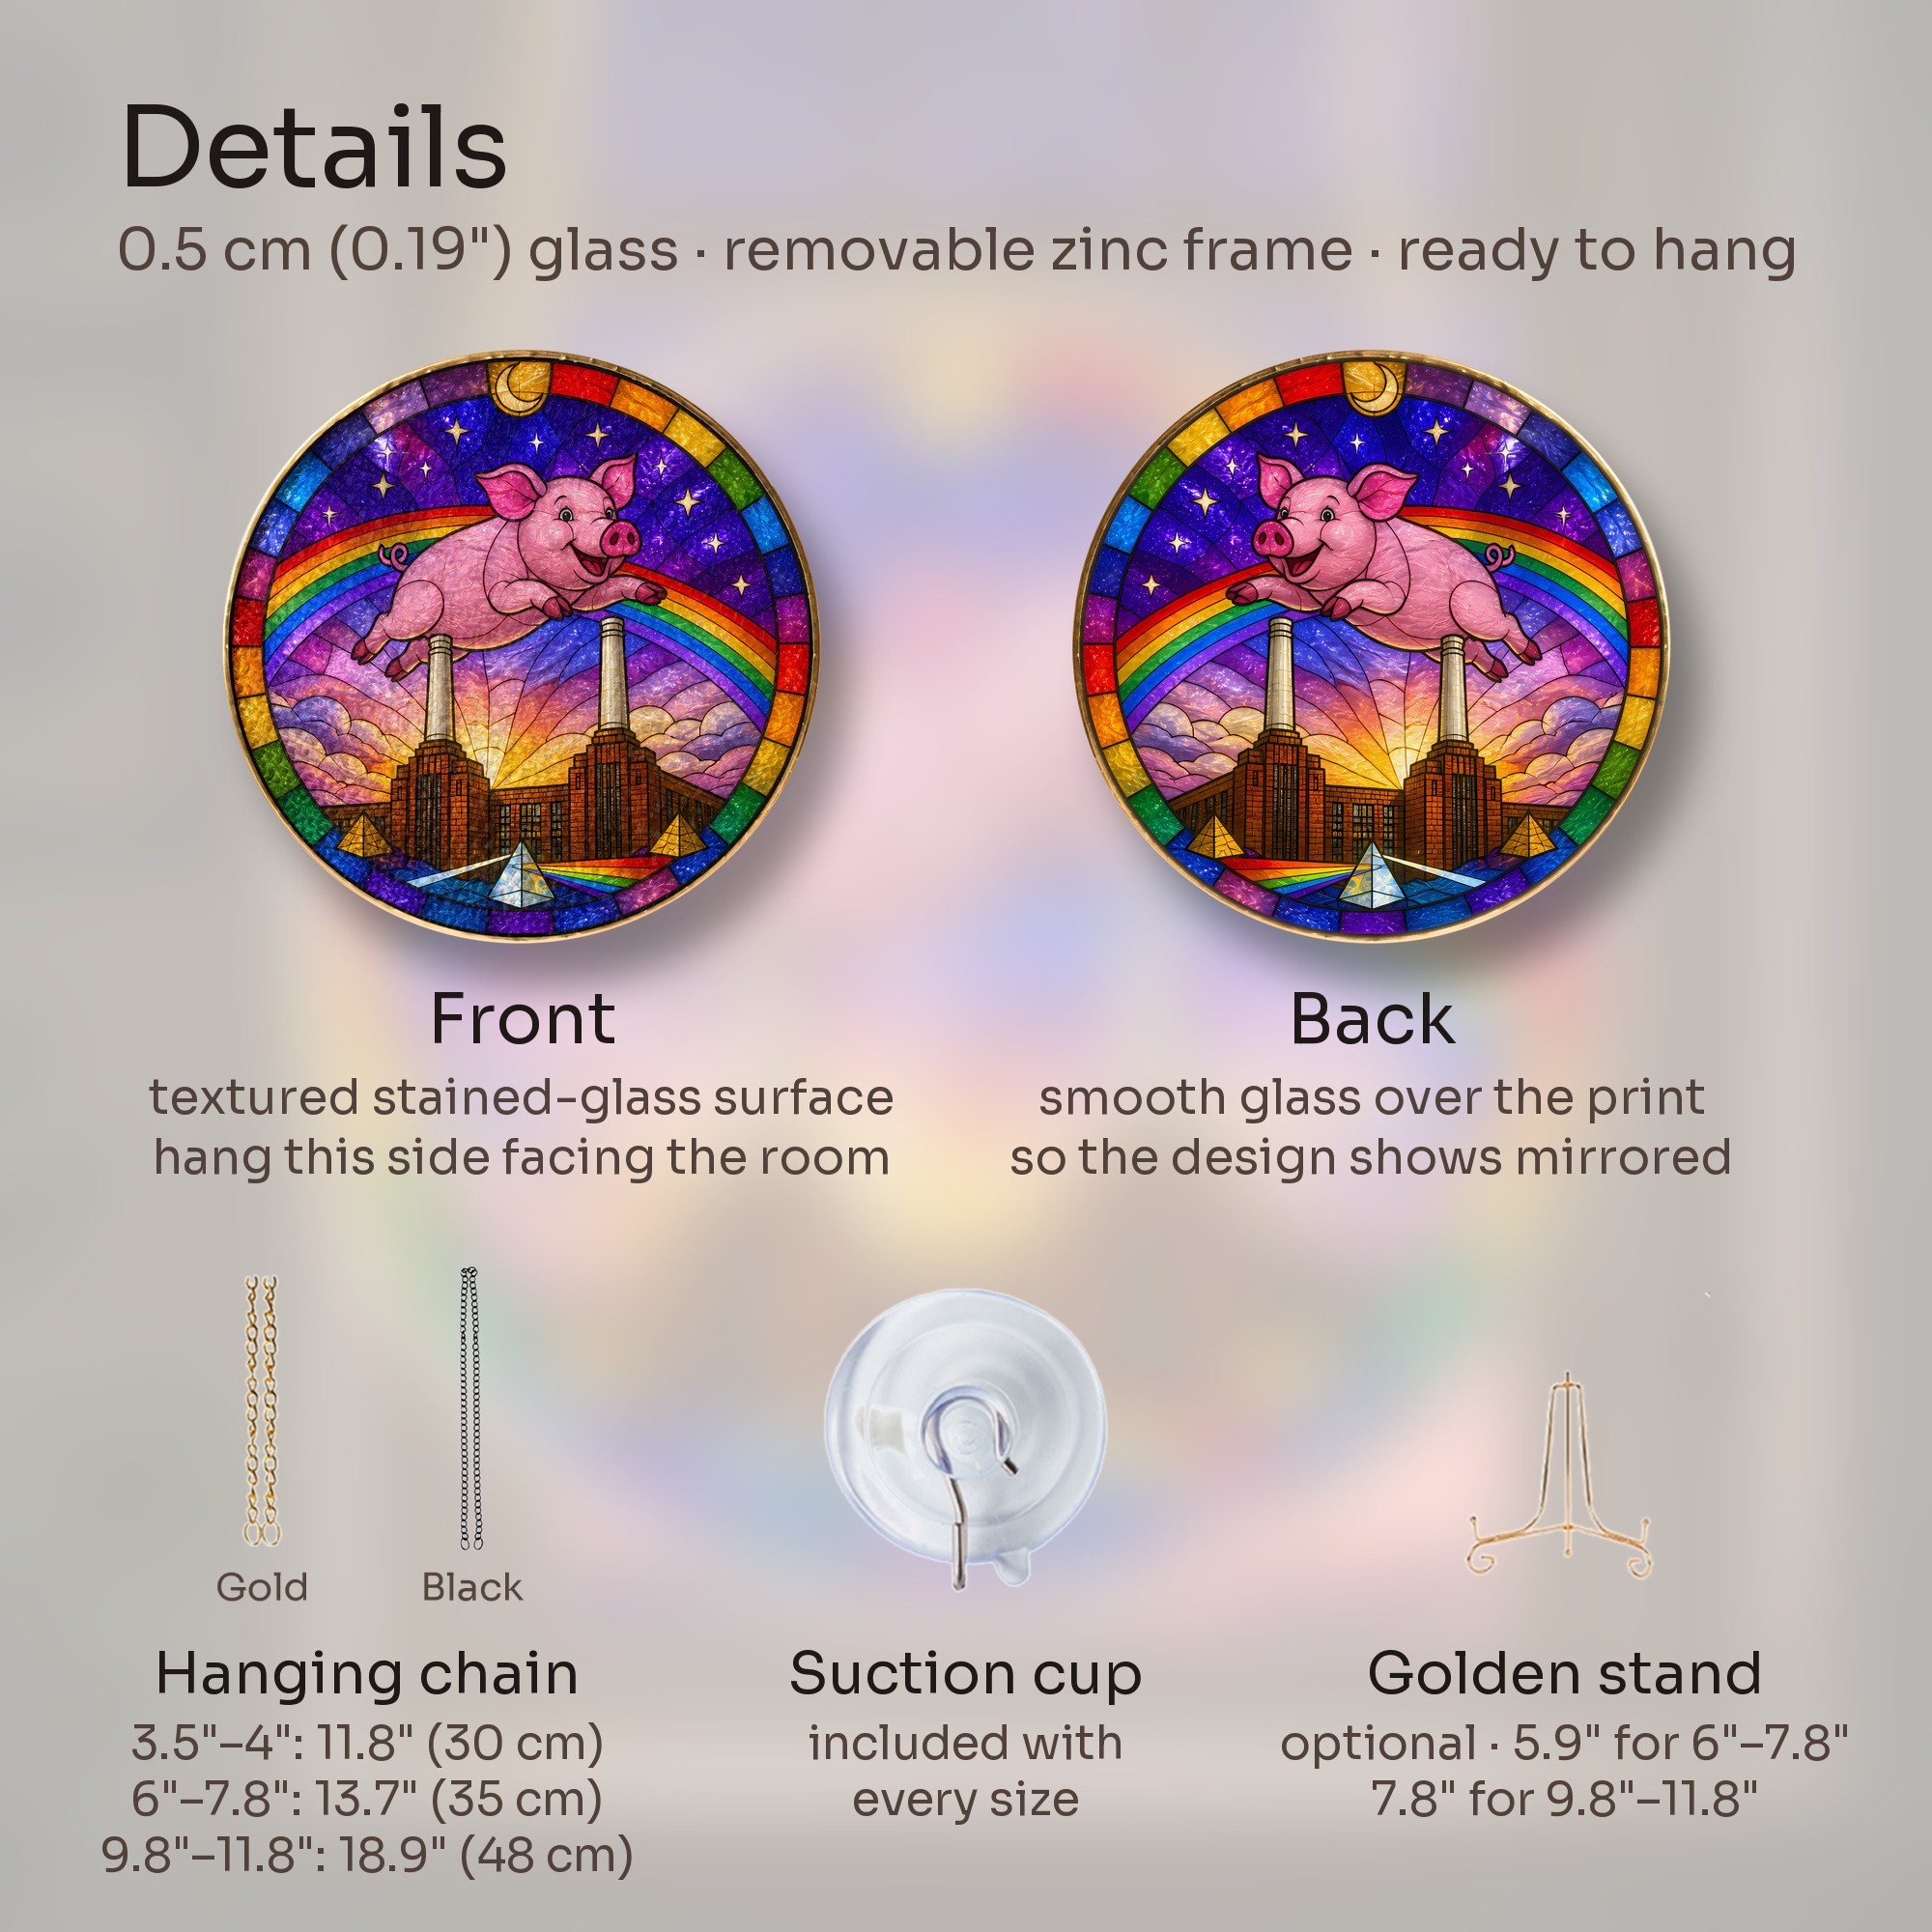 Details
0.5 cm (0.19") glass · removable zinc frame · ready to hang
Front
Back
textured stained-glass surface
hang this side facing the room
smooth glass over the print
so the design shows mirrored
Gold
Black
Hanging chain
3.5"–4": 11.8" (30 cm)
6"–7.8": 13.7" (35 cm)
9.8"–11.8": 18.9" (48 cm)
Suction cup
included with
every size
Golden stand
optional · 5.9" for 6"–7.8"
7.8" for 9.8"–11.8"